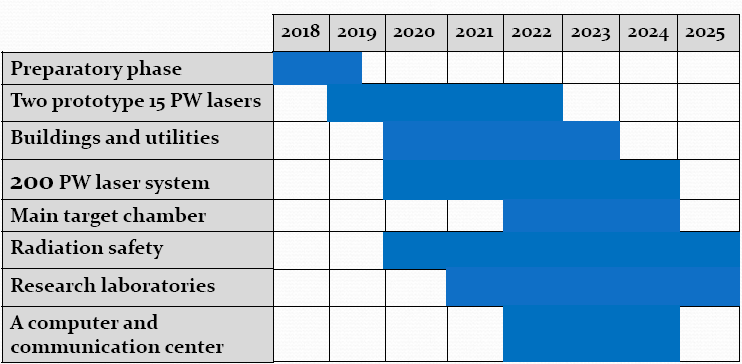 2018 2019 2020 2021 2022 2023 2024 2025
Preparatory phase
Two prototype 15 PW lasers
Buildings and utilities
200 PW laser system
Main target chamber
Radiation safety
Research laboratories
A computer and
communication center